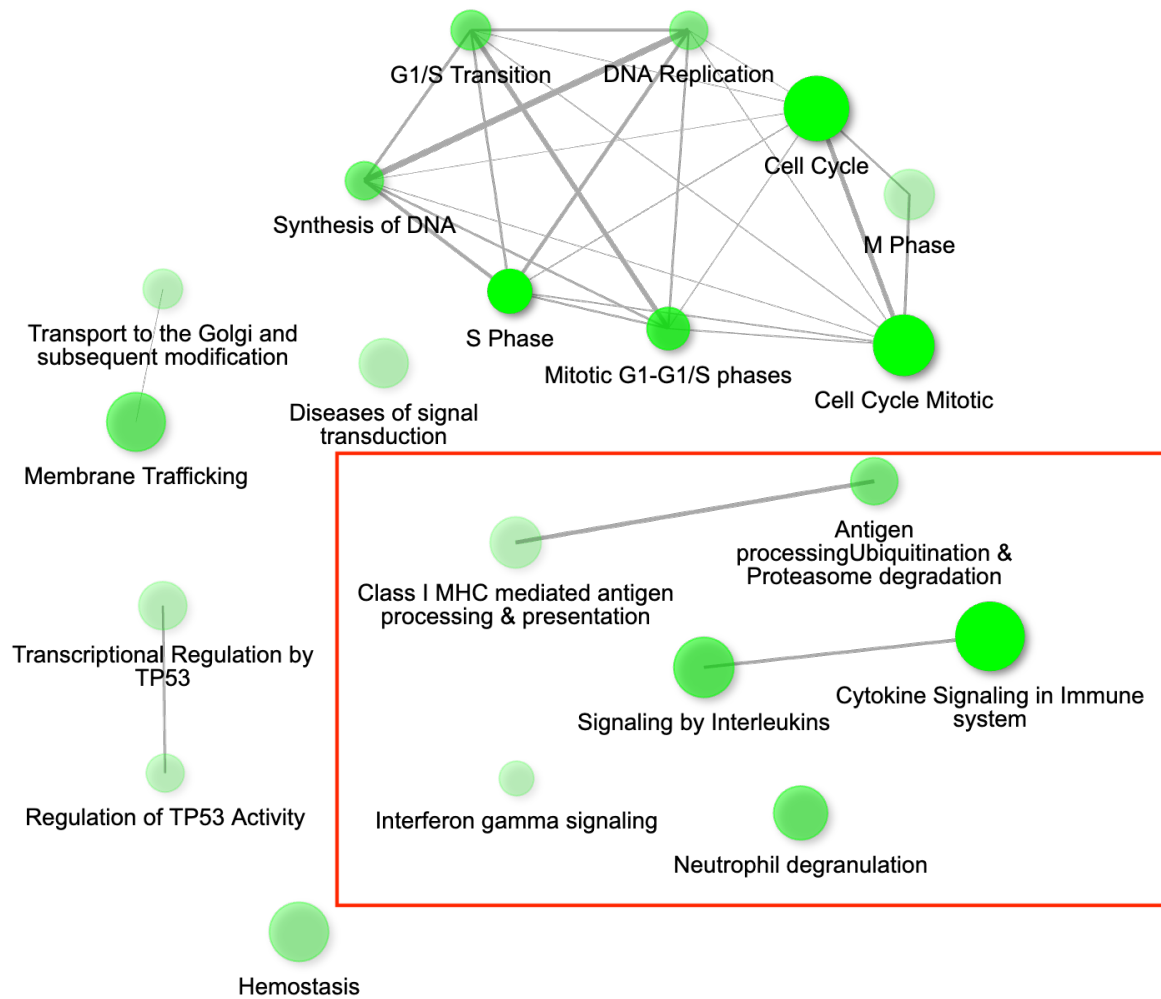 G1/S Transition
DNA Replication
Cell Cycle
M Phase
Synthesis of DNA
S Phase
Mitotic G1-G1/S phases
Cell Cycle Mitotic
Transport to the Golgi and
subsequent modification
Diseases of signal
transduction
Membrane Trafficking
Antigen
processingUbiquitination &
Proteasome degradation
Class I MHC mediated antigen
processing & presentation
Transcriptional Regulation by
TP53
Cytokine Signaling in Immune
system
Signaling by Interleukins
Regulation of TP53 Activity
Interferon gamma signaling
Neutrophil degranulation
Hemostasis